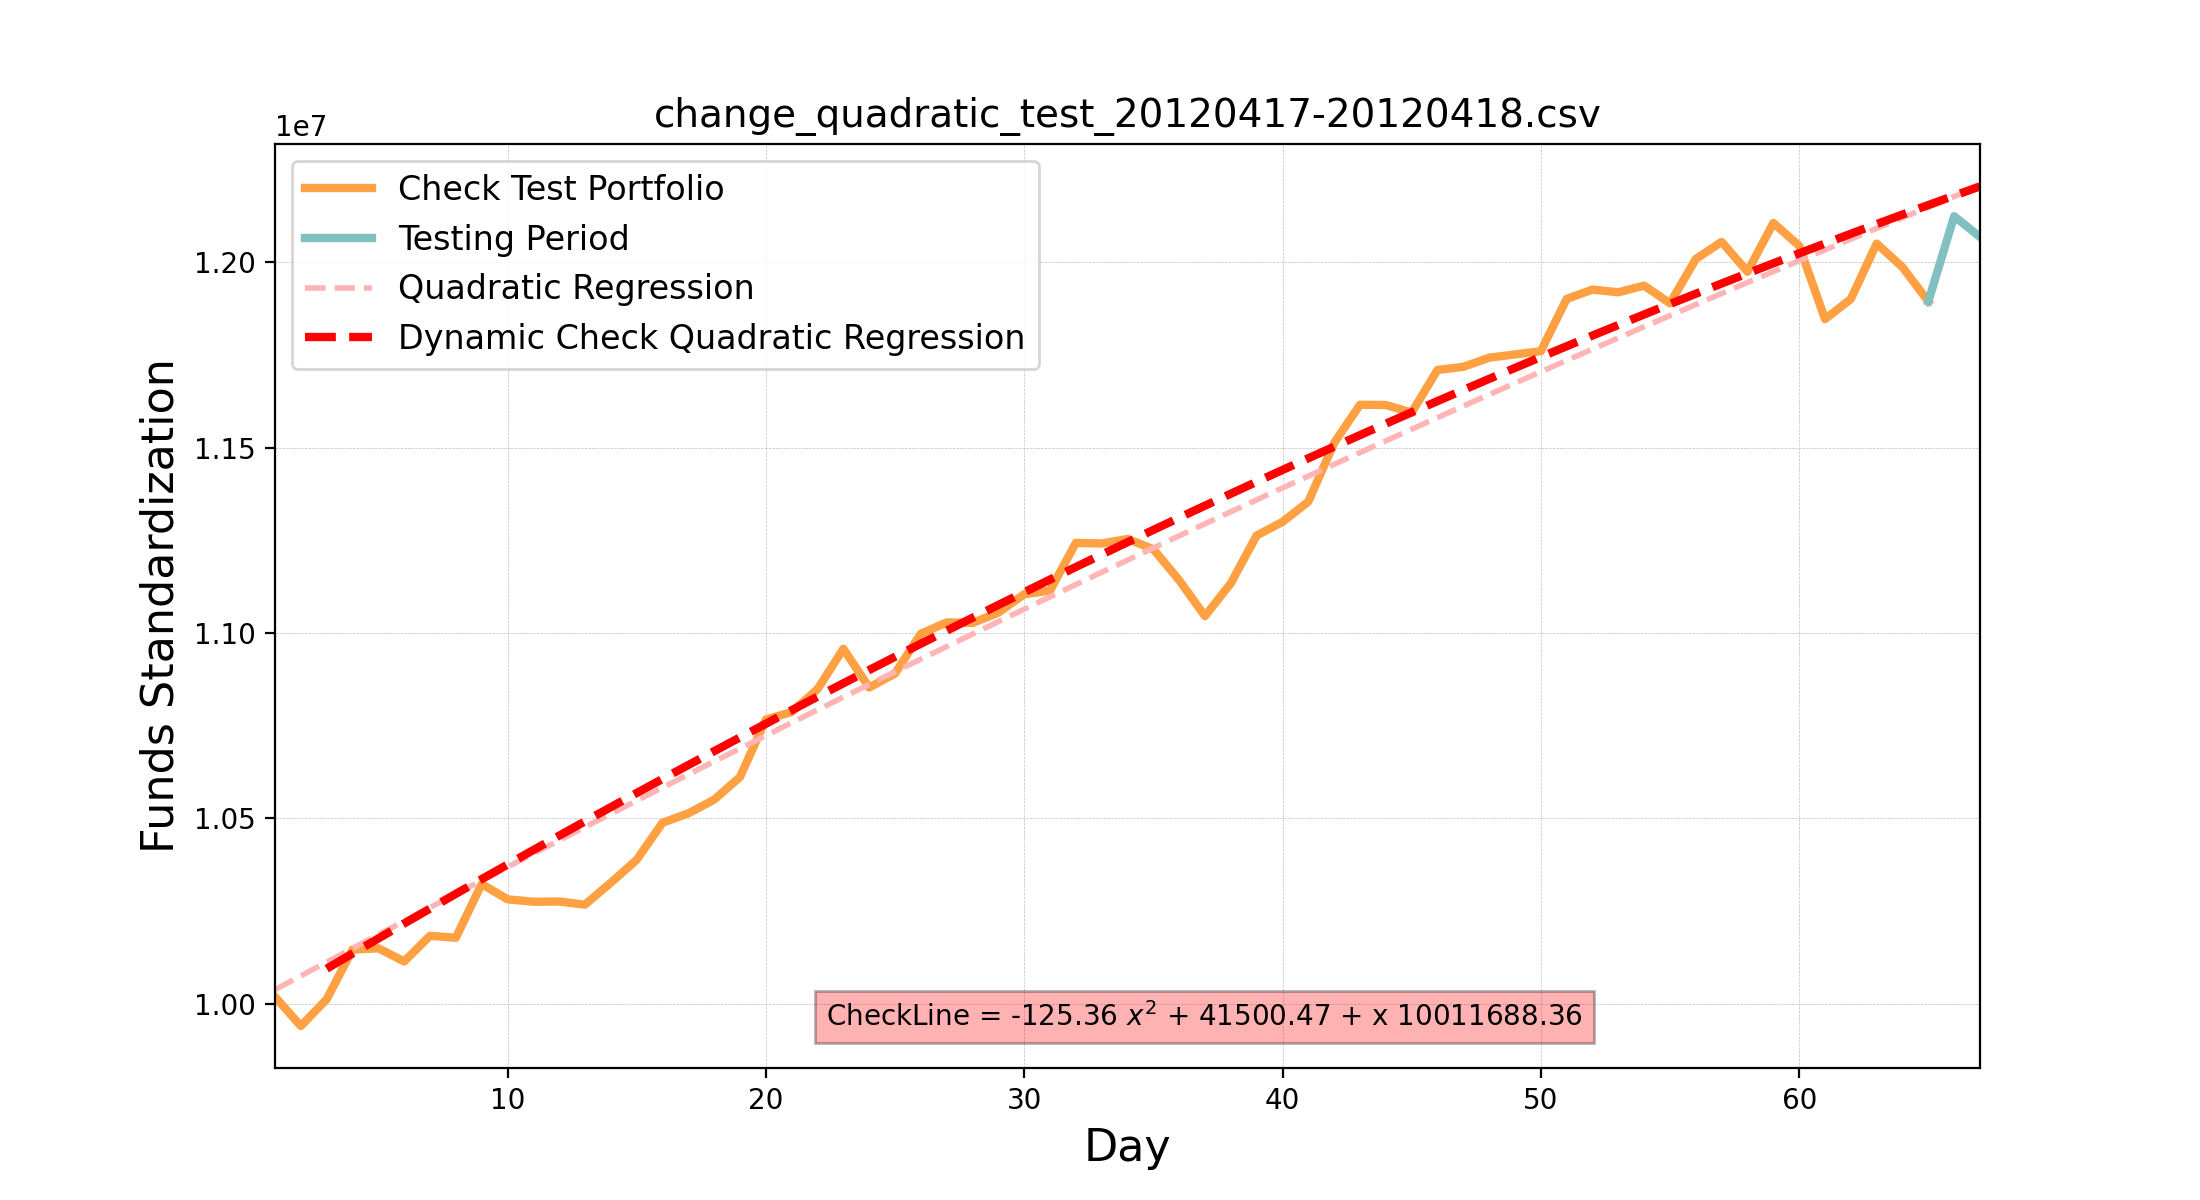 change_quadratic_test_20120417-20120418.csv
1e7
Check Test Portfolio
Testing Period
Quadratic Regression
Dynamic Check Quadratic Regression
1.20
1.15
1.10
1.05
1.00
Funds Standardization
CheckLine = -125.36 x² + 41500.47 + x 10011688.36
10 20 30 40 50 60
Day